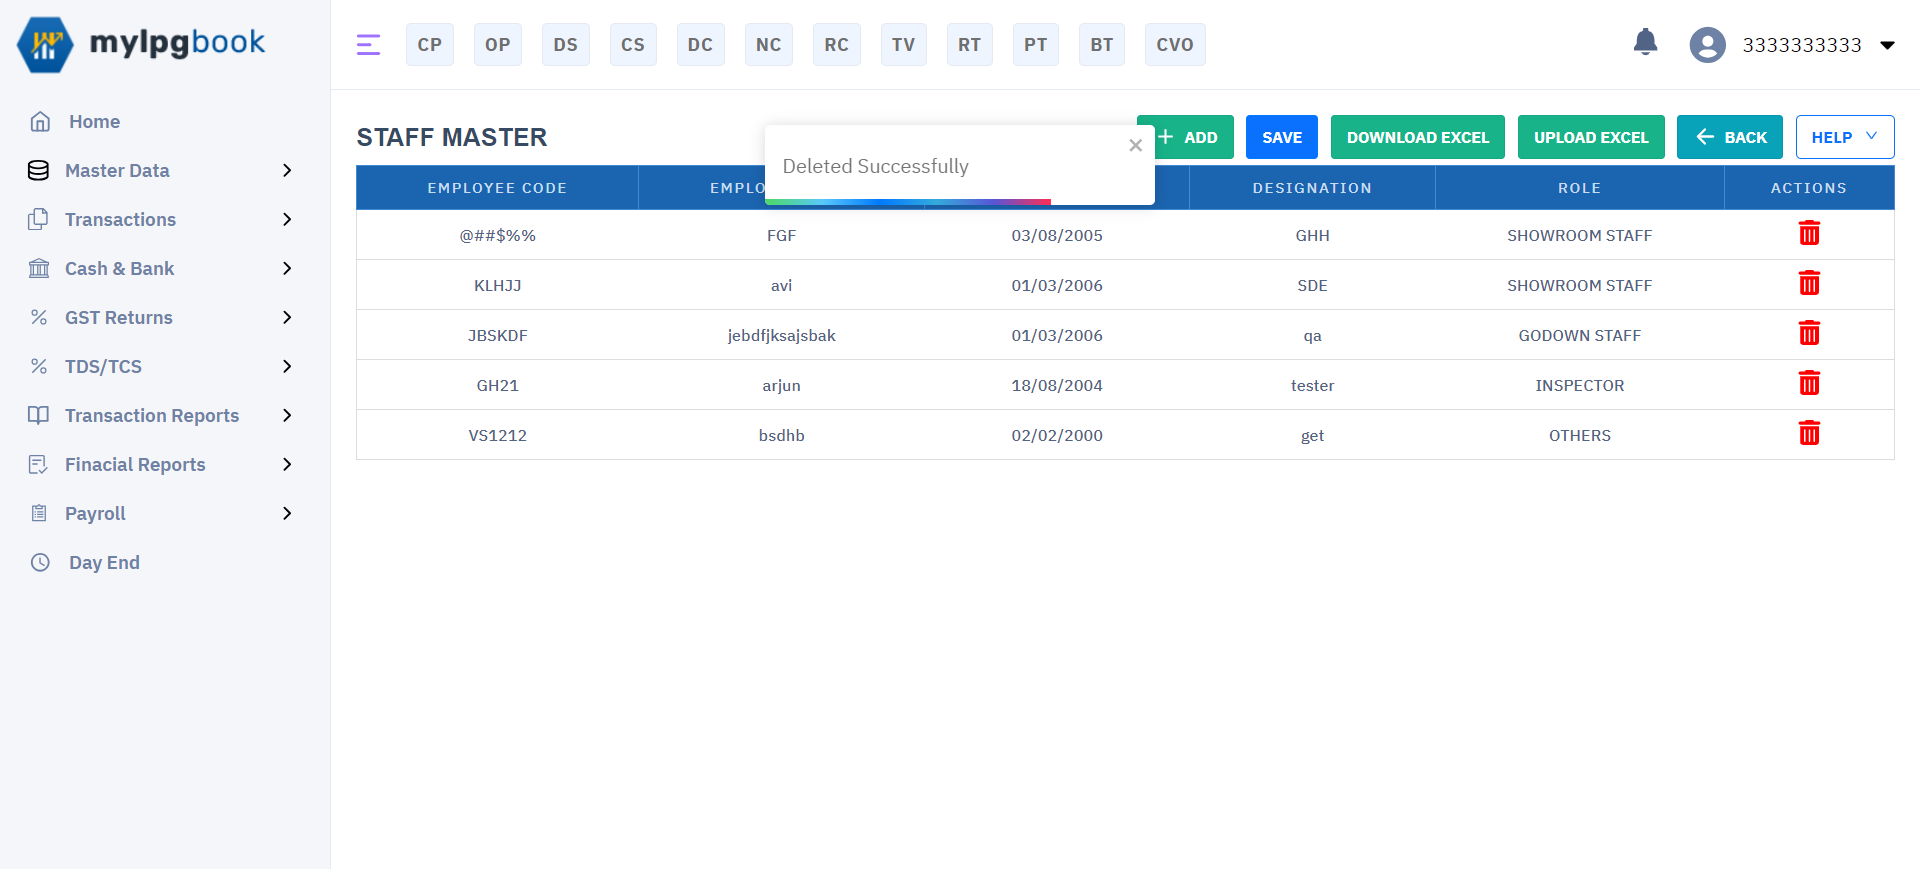 mylpgbook
CP OP DS CS DC NC RC TV RT PT BT CVO
3333333333
Home
Master Data
Transactions
Cash & Bank
GST Returns
TDS/TCS
Transaction Reports
Finacial Reports
Payroll
Day End
STAFF MASTER
Deleted Successfully
ADD SAVE DOWNLOAD EXCEL UPLOAD EXCEL BACK HELP
EMPLOYEE CODE EMPLO DESIGNATION ROLE ACTIONS
@##$%% FGF 03/08/2005 GHH SHOWROOM STAFF
KLHJJ avi 01/03/2006 SDE SHOWROOM STAFF
JBSKDF jebdfjksajsbak 01/03/2006 qa GODOWN STAFF
GH21 arjun 18/08/2004 tester INSPECTOR
VS1212 bsdhb 02/02/2000 get OTHERS